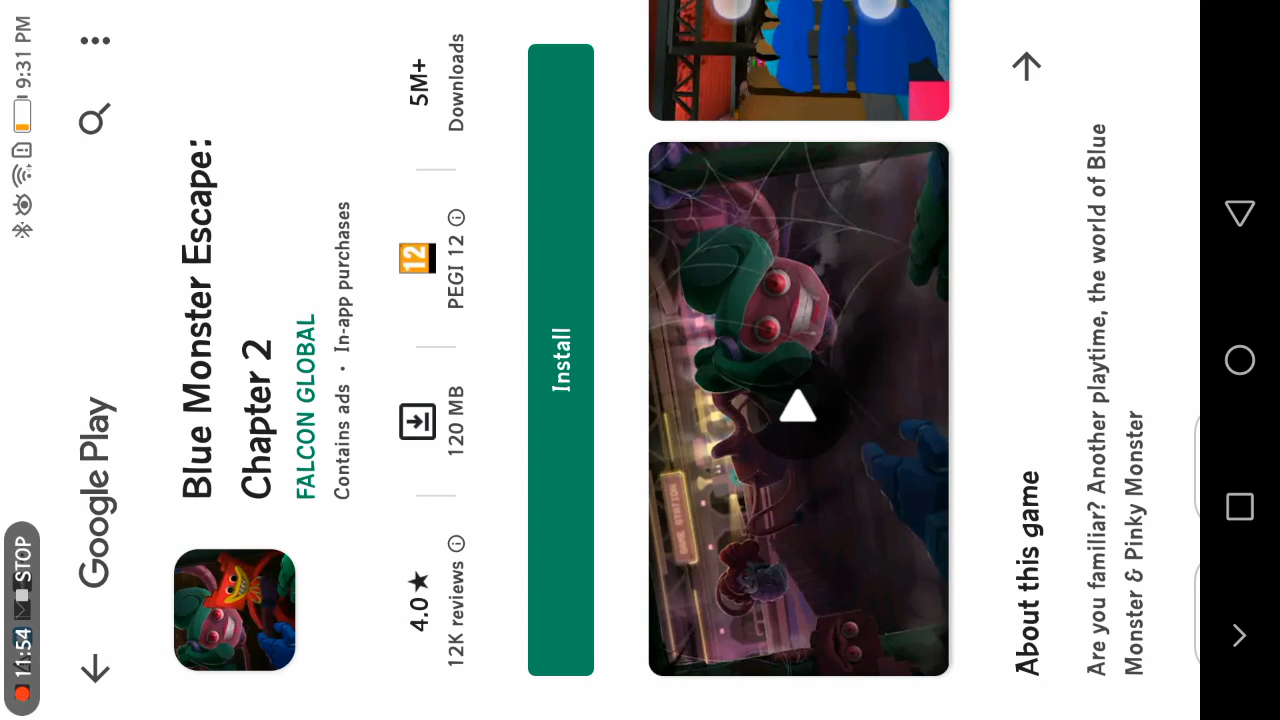 11:54 STOP
9:31 PM
Google Play
Blue Monster Escape:
Chapter 2
FALCON GLOBAL
Contains ads · In-app purchases
4.0★
12K reviews
120 MB
12
PEGI 12
5M+
Downloads
Install
GAME STATION
About this game
Are you familiar? Another playtime, the world of Blue
Monster & Pinky Monster